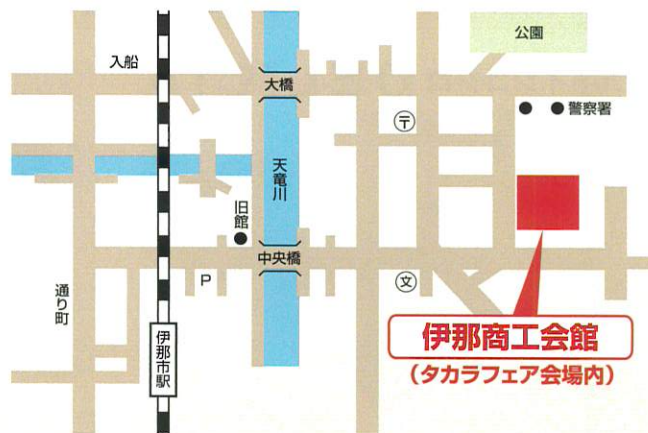 公園
入船
大橋
警察署
〒
天竜川
旧館
中央橋
P
文
通り町
伊那市駅
伊那商工会館
(タカラフェア会場内)